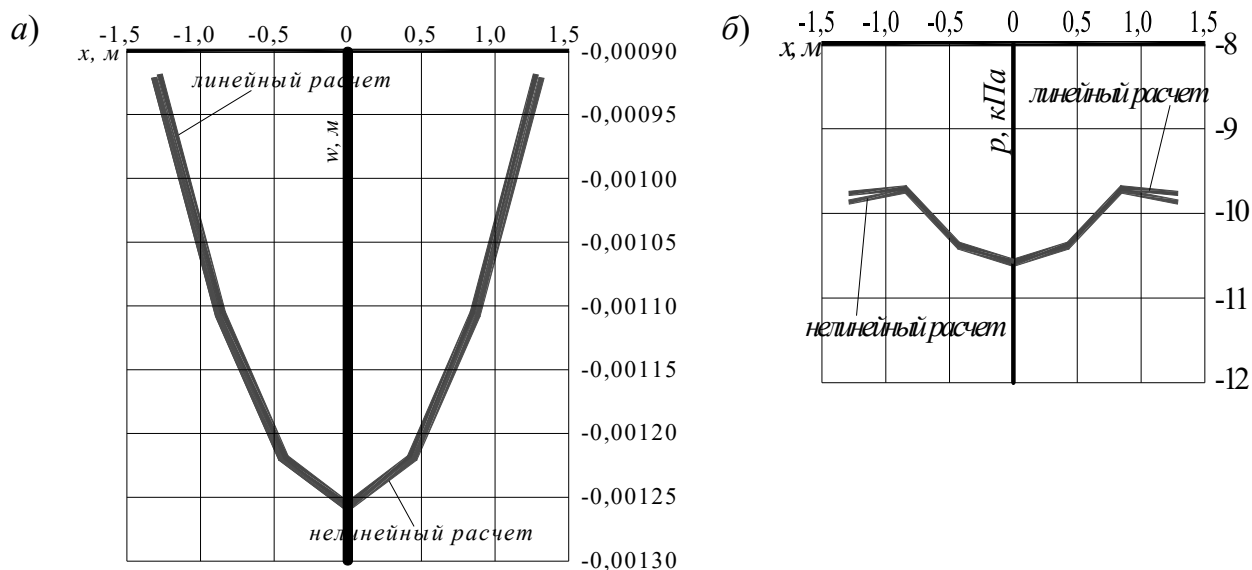 а)
-1,5 -1,0 -0,5 0 0,5 1,0 1,5
x, м
-0,00090
линейный расчет
-0,00095
w, м
-0,00100
-0,00105
-0,00110
-0,00115
-0,00120
-0,00125
нелинейный расчет
-0,00130
б)
-1,5 -1,0 -0,5 0 0,5 1,0 1,5
x, м
-8
p, кПа
линейный расчет
-9
-10
-11
нелинейный расчет
-12